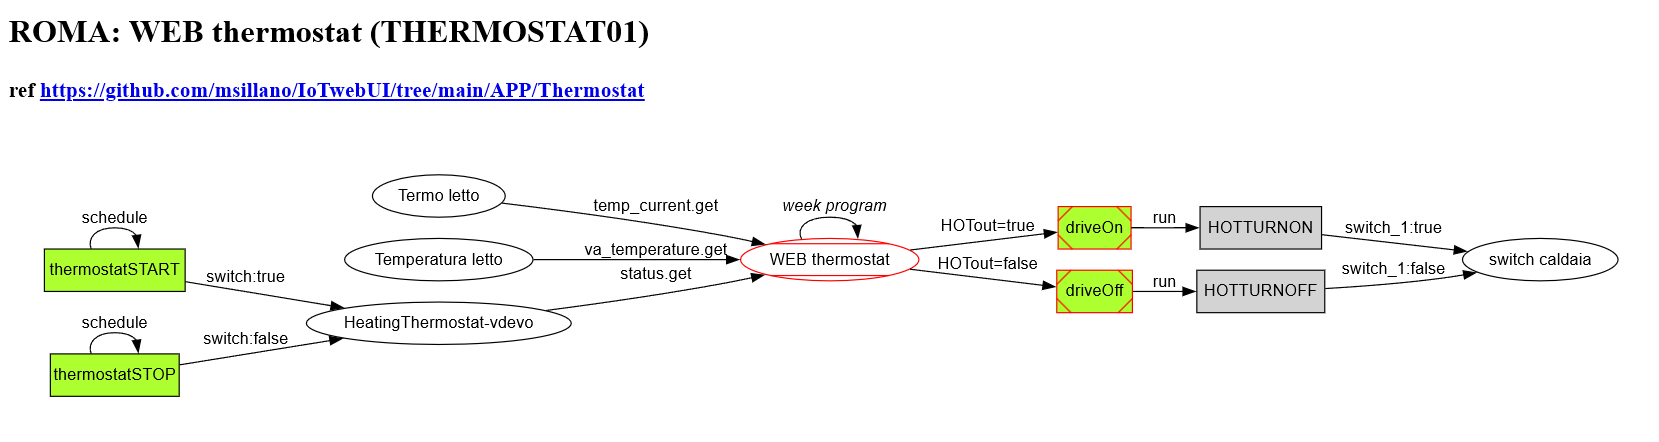 ROMA: WEB thermostat (THERMOSTAT01)
ref https://github.com/msillano/IoTwebUI/tree/main/APP/Thermostat
schedule
thermostatSTART
switch:true
schedule
thermostatSTOP
switch:false
Termo letto
Temperatura letto
HeatingThermostat-vdevo
temp_current.get
va_temperature.get
status.get
week program
WEB thermostat
HOTout=true
HOTout=false
driveOn
driveOff
run
run
HOTTURNON
HOTTURNOFF
switch_1:true
switch_1:false
switch caldaia